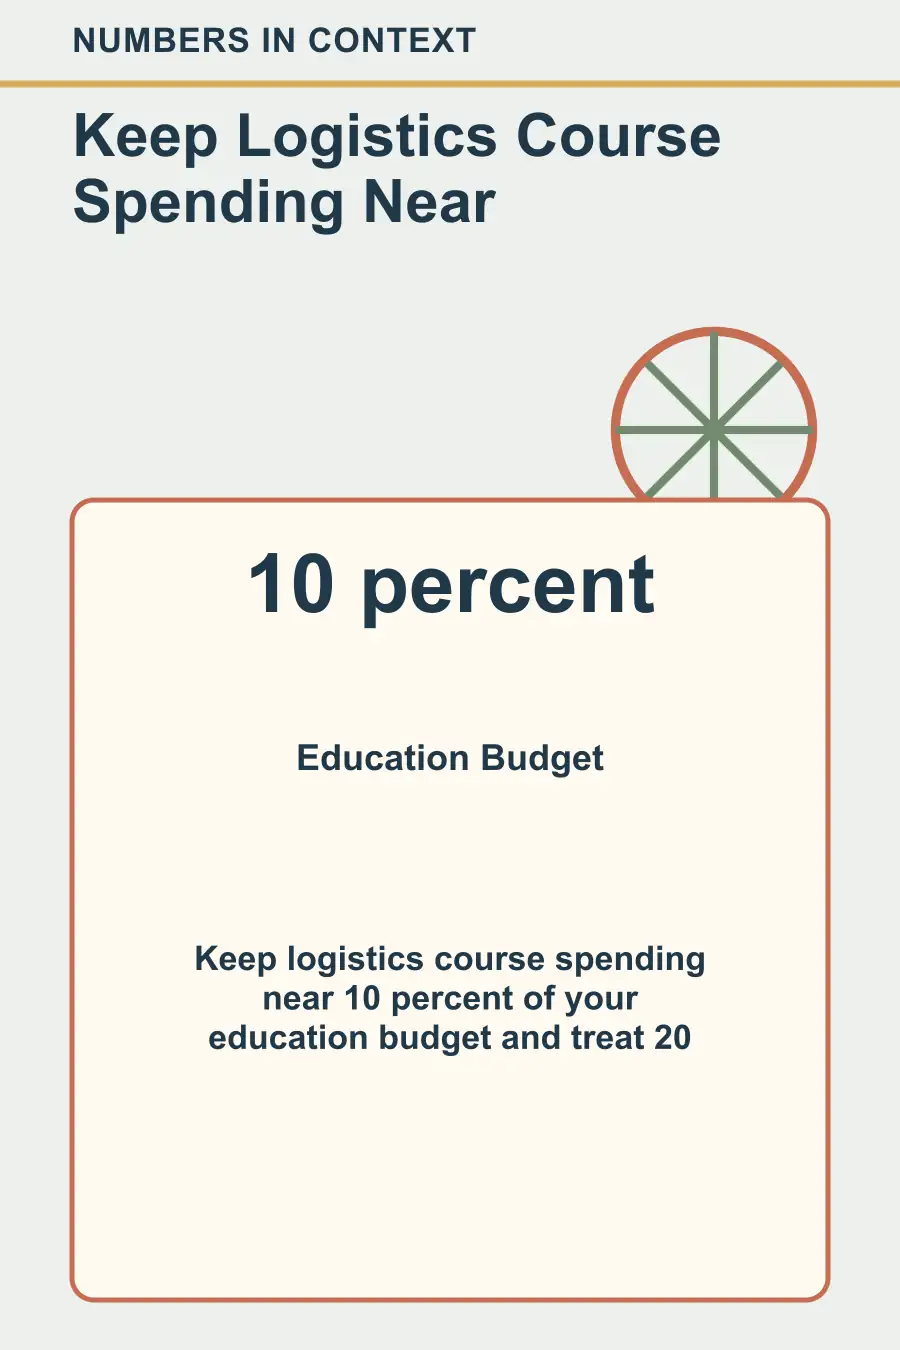 NUMBERS IN CONTEXT
Keep Logistics Course
Spending Near
10 percent
Education Budget
Keep logistics course spending
near 10 percent of your
education budget and treat 20